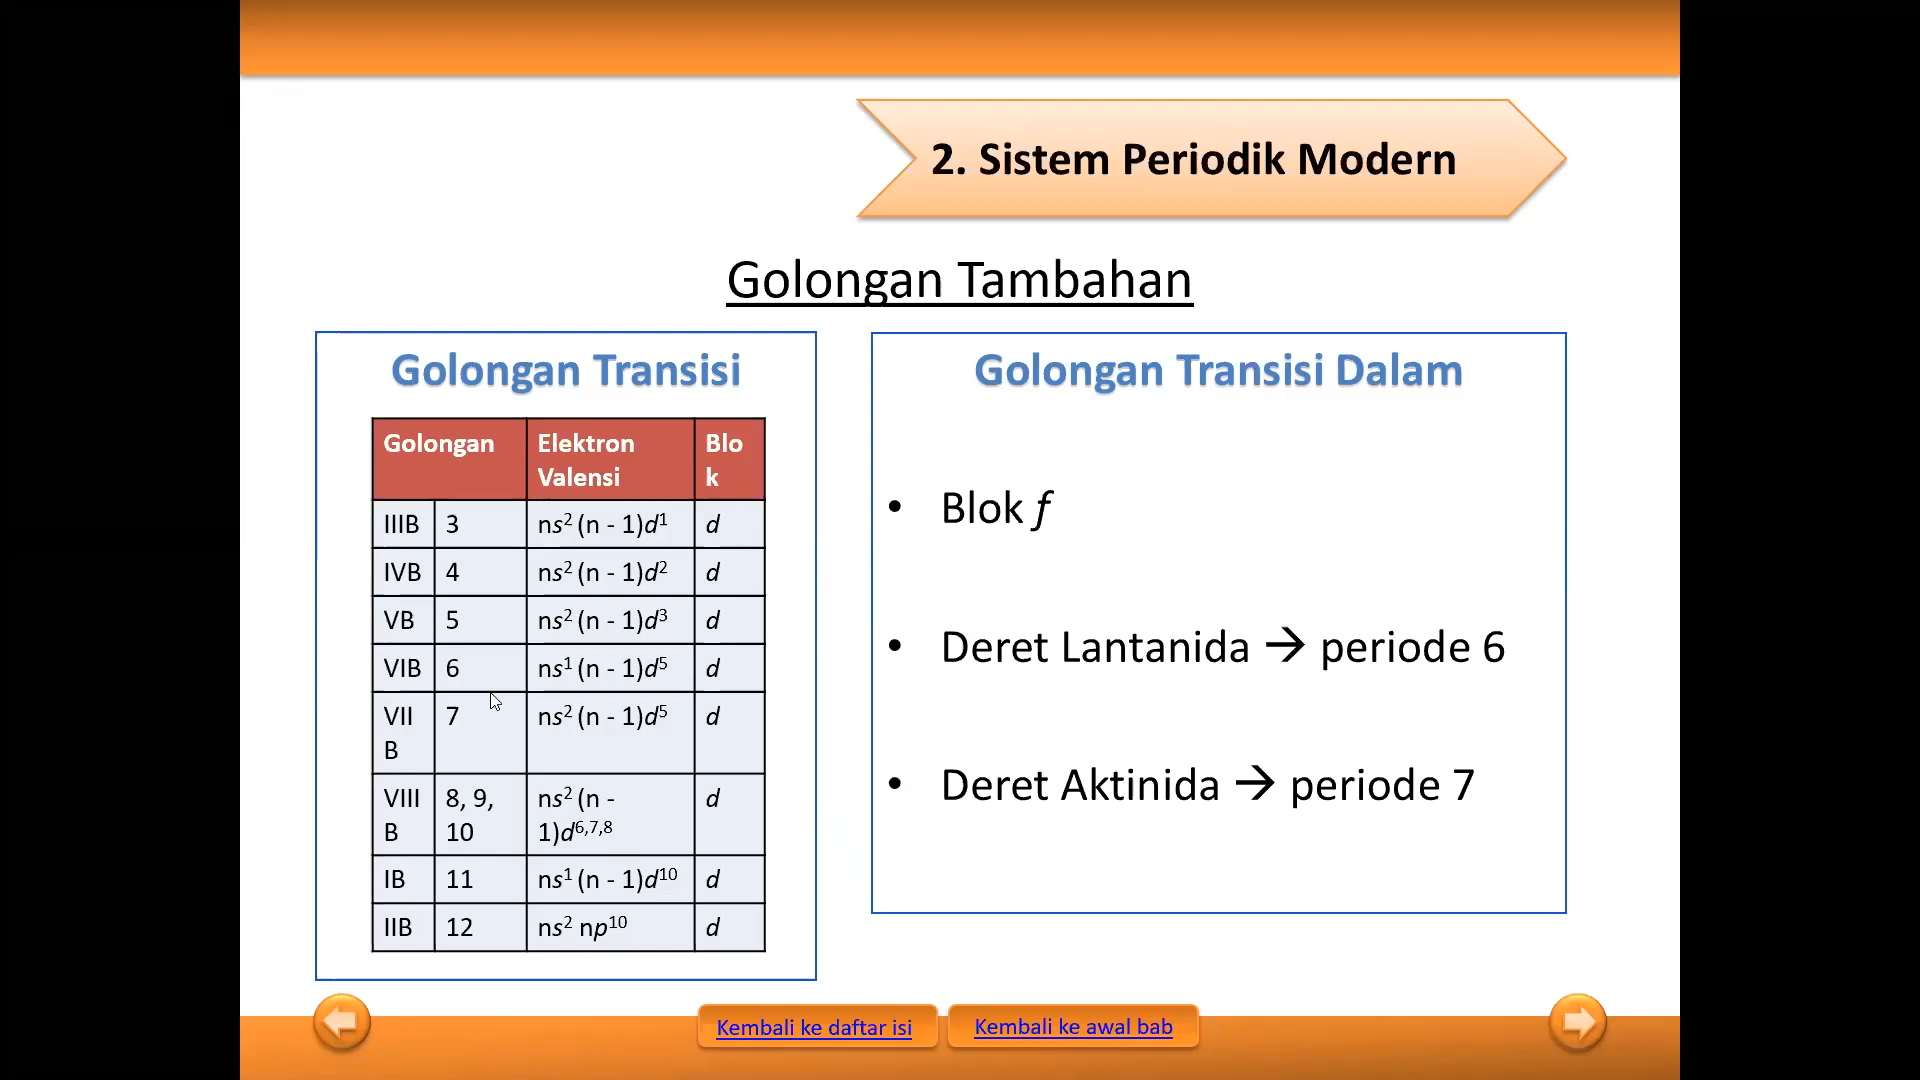 2. Sistem Periodik Modern
Golongan Tambahan
Golongan Transisi
Golongan Elektron Valensi Blok
IIIB 3 ns² (n - 1)d¹ d
IVB 4 ns² (n - 1)d² d
VB 5 ns² (n - 1)d³ d
VIB 6 ns¹ (n - 1)d⁵ d
VIIB 7 ns² (n - 1)d⁵ d
VIIIB 8, 9, 10 ns² (n - 1)d⁶,⁷,⁸ d
IB 11 ns¹ (n - 1)d¹⁰ d
IIB 12 ns² np¹⁰ d
Golongan Transisi Dalam
• Blok f
• Deret Lantanida → periode 6
• Deret Aktinida → periode 7
Kembali ke daftar isi
Kembali ke awal bab